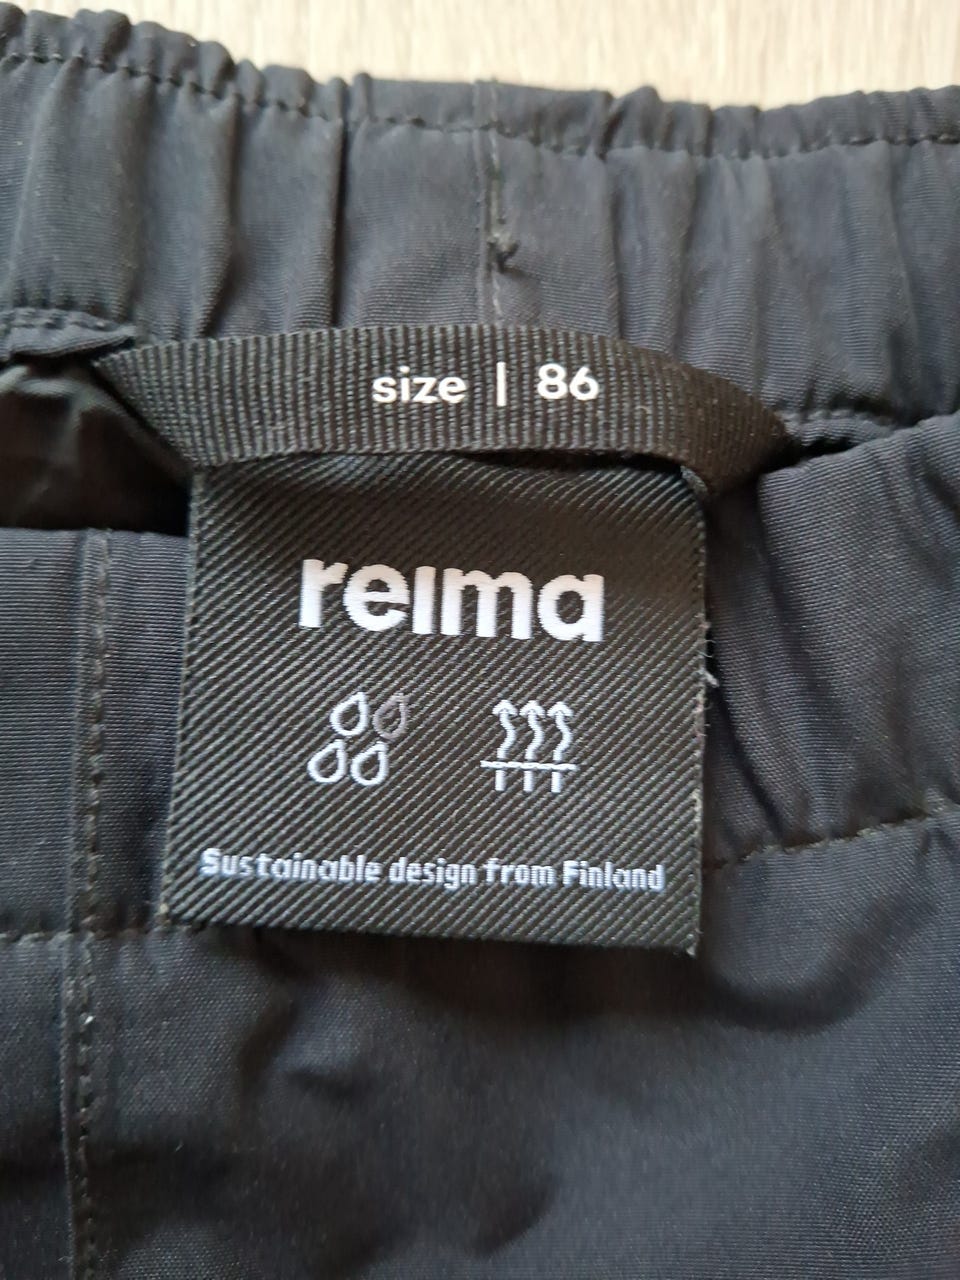 size | 86
reima
Sustainable design from Finland